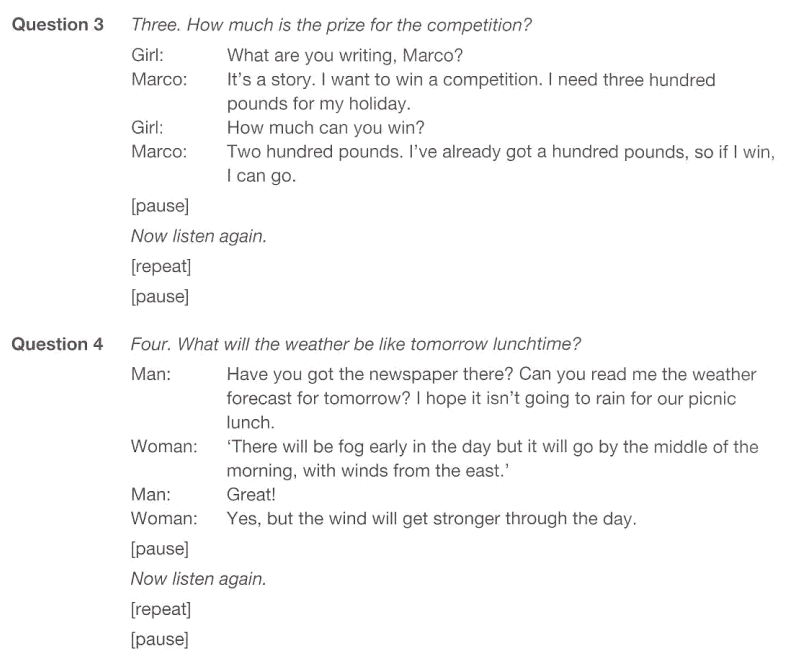 Question 3 Three. How much is the prize for the competition?
Girl: What are you writing, Marco?
Marco: It's a story. I want to win a competition. I need three hundred
pounds for my holiday.
Girl: How much can you win?
Marco: Two hundred pounds. I've already got a hundred pounds, so if I win,
I can go.
[pause]
Now listen again.
[repeat]
[pause]
Question 4 Four. What will the weather be like tomorrow lunchtime?
Man: Have you got the newspaper there? Can you read me the weather
forecast for tomorrow? I hope it isn't going to rain for our picnic
lunch.
Woman: 'There will be fog early in the day but it will go by the middle of the
morning, with winds from the east.'
Man: Great!
Woman: Yes, but the wind will get stronger through the day.
[pause]
Now listen again.
[repeat]
[pause]